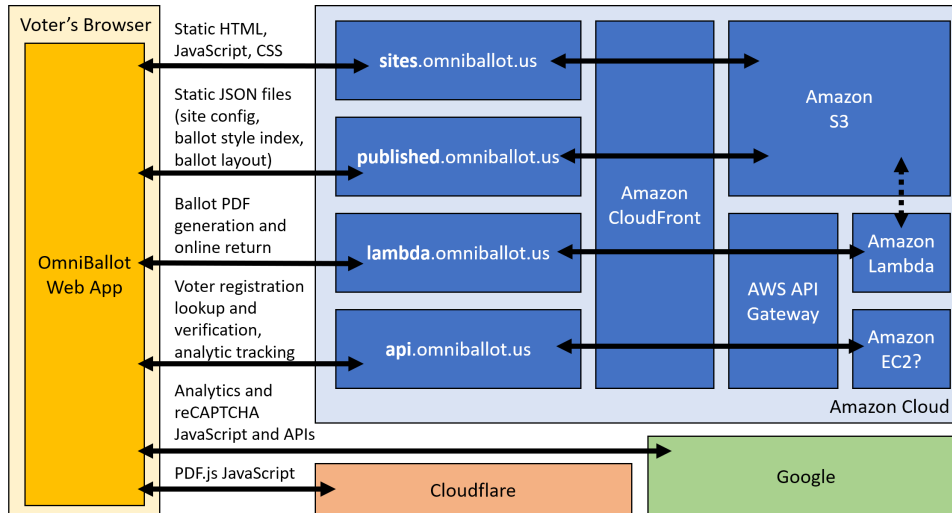 Voter's Browser
OmniBallot
Web App
Static HTML,
JavaScript, CSS
Static JSON files
(site config,
ballot style index,
ballot layout)
Ballot PDF
generation and
online return
Voter registration
lookup and
verification,
analytic tracking
Analytics and
reCAPTCHA
JavaScript and APIs
PDF.js JavaScript
sites.omniballot.us
published.omniballot.us
lambda.omniballot.us
api.omniballot.us
Amazon
CloudFront
Amazon
S3
AWS API
Gateway
Amazon
Lambda
Amazon
EC2?
Amazon Cloud
Cloudflare
Google